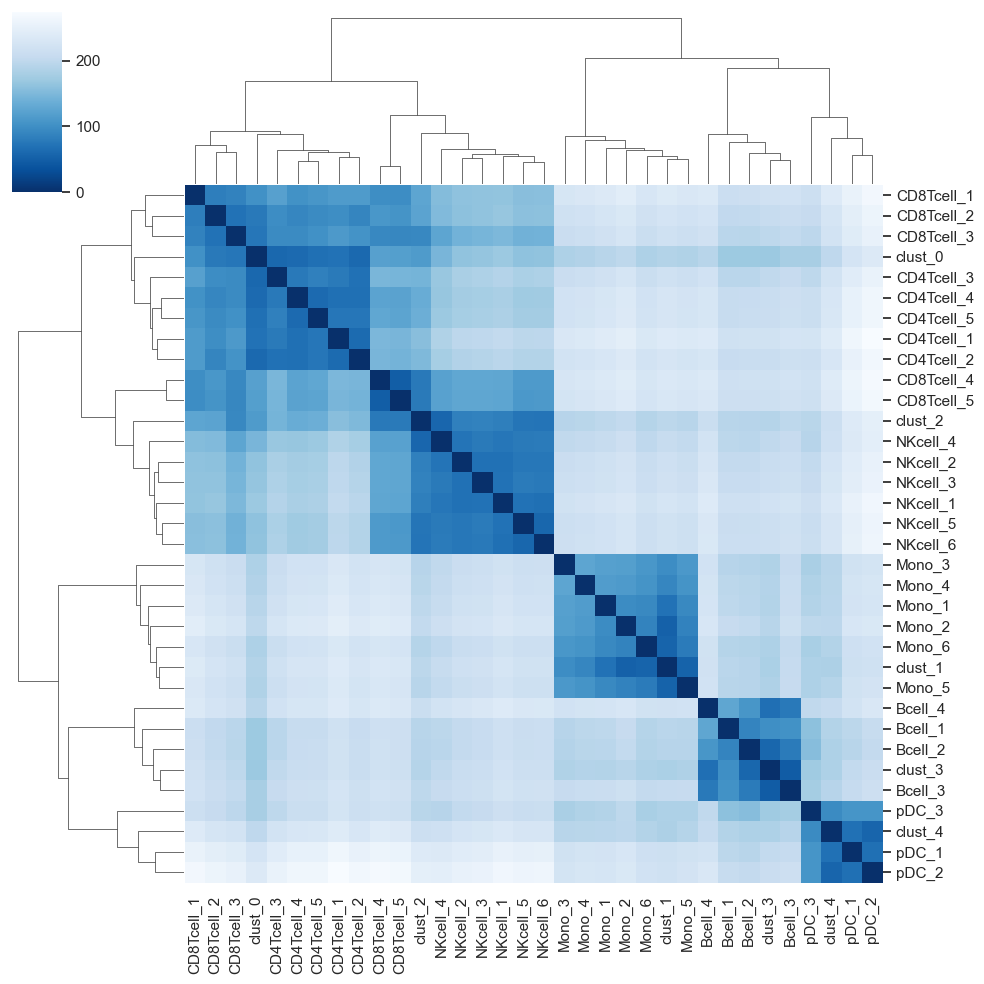 200
100
0
CD8Tcell_1
CD8Tcell_2
CD8Tcell_3
clust_0
CD4Tcell_3
CD4Tcell_4
CD4Tcell_5
CD4Tcell_1
CD4Tcell_2
CD8Tcell_4
CD8Tcell_5
clust_2
NKcell_4
NKcell_2
NKcell_3
NKcell_1
NKcell_5
NKcell_6
Mono_3
Mono_4
Mono_1
Mono_2
Mono_6
clust_1
Mono_5
Bcell_4
Bcell_1
Bcell_2
clust_3
Bcell_3
pDC_3
clust_4
pDC_1
pDC_2
CD8Tcell_1
CD8Tcell_2
CD8Tcell_3
clust_0
CD4Tcell_3
CD4Tcell_4
CD4Tcell_5
CD4Tcell_1
CD4Tcell_2
CD8Tcell_4
CD8Tcell_5
clust_2
NKcell_4
NKcell_2
NKcell_3
NKcell_1
NKcell_5
NKcell_6
Mono_3
Mono_4
Mono_1
Mono_2
Mono_6
clust_1
Mono_5
Bcell_4
Bcell_1
Bcell_2
clust_3
Bcell_3
pDC_3
clust_4
pDC_1
pDC_2